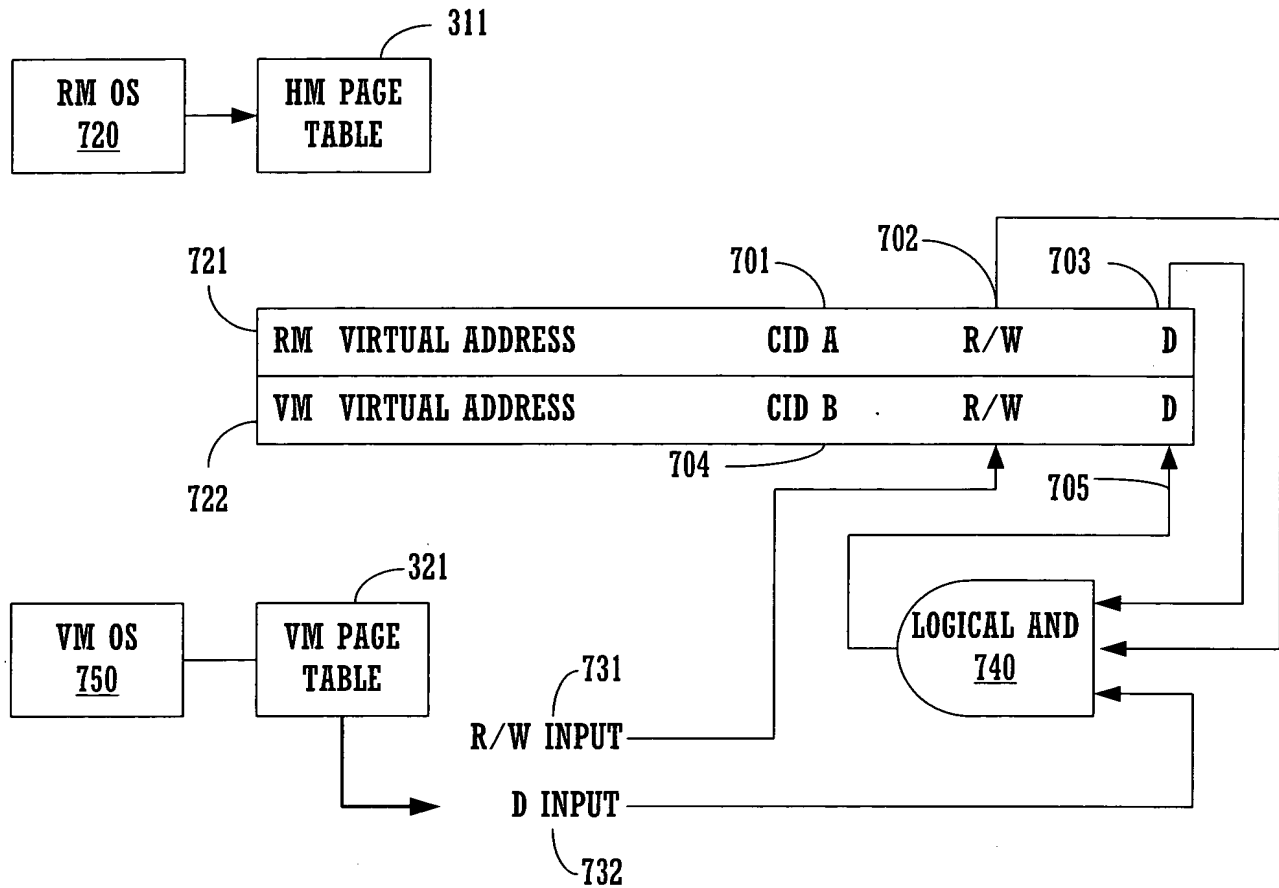 311
RM OS
720
HM PAGE
TABLE
721
701
702
703
RM VIRTUAL ADDRESS CID A R/W D
VM VIRTUAL ADDRESS CID B R/W D
722
704
705
321
VM OS
750
VM PAGE
TABLE
LOGICAL AND
740
731
R/W INPUT
D INPUT
732